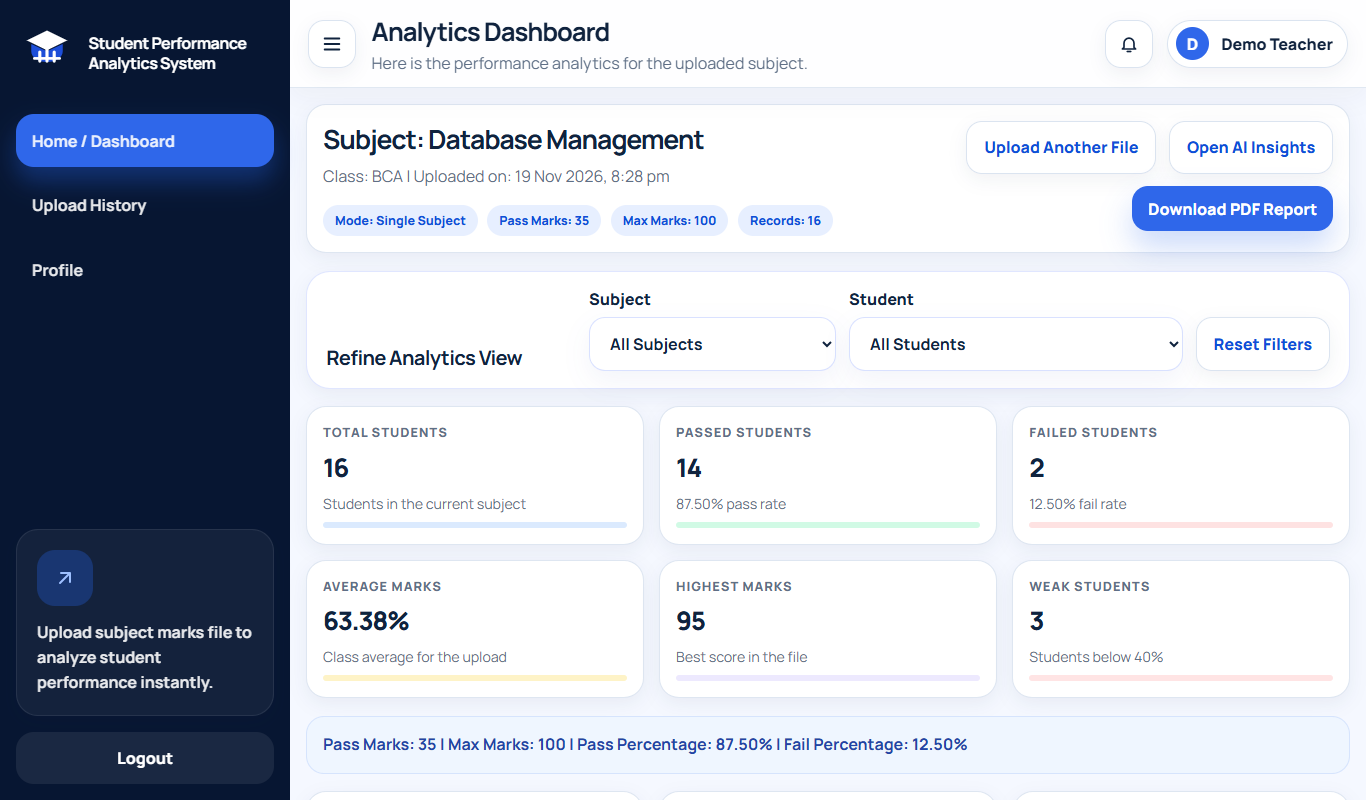 Student Performance
Analytics System
Home / Dashboard
Upload History
Profile
Upload subject marks file to
analyze student
performance instantly.
Logout
Analytics Dashboard
Here is the performance analytics for the uploaded subject.
D
Demo Teacher
Subject: Database Management
Class: BCA | Uploaded on: 19 Nov 2026, 8:28 pm
Mode: Single Subject
Pass Marks: 35
Max Marks: 100
Records: 16
Upload Another File
Open AI Insights
Download PDF Report
Refine Analytics View
Subject
All Subjects
Student
All Students
Reset Filters
TOTAL STUDENTS
16
Students in the current subject
PASSED STUDENTS
14
87.50% pass rate
FAILED STUDENTS
2
12.50% fail rate
AVERAGE MARKS
63.38%
Class average for the upload
HIGHEST MARKS
95
Best score in the file
WEAK STUDENTS
3
Students below 40%
Pass Marks: 35 | Max Marks: 100 | Pass Percentage: 87.50% | Fail Percentage: 12.50%